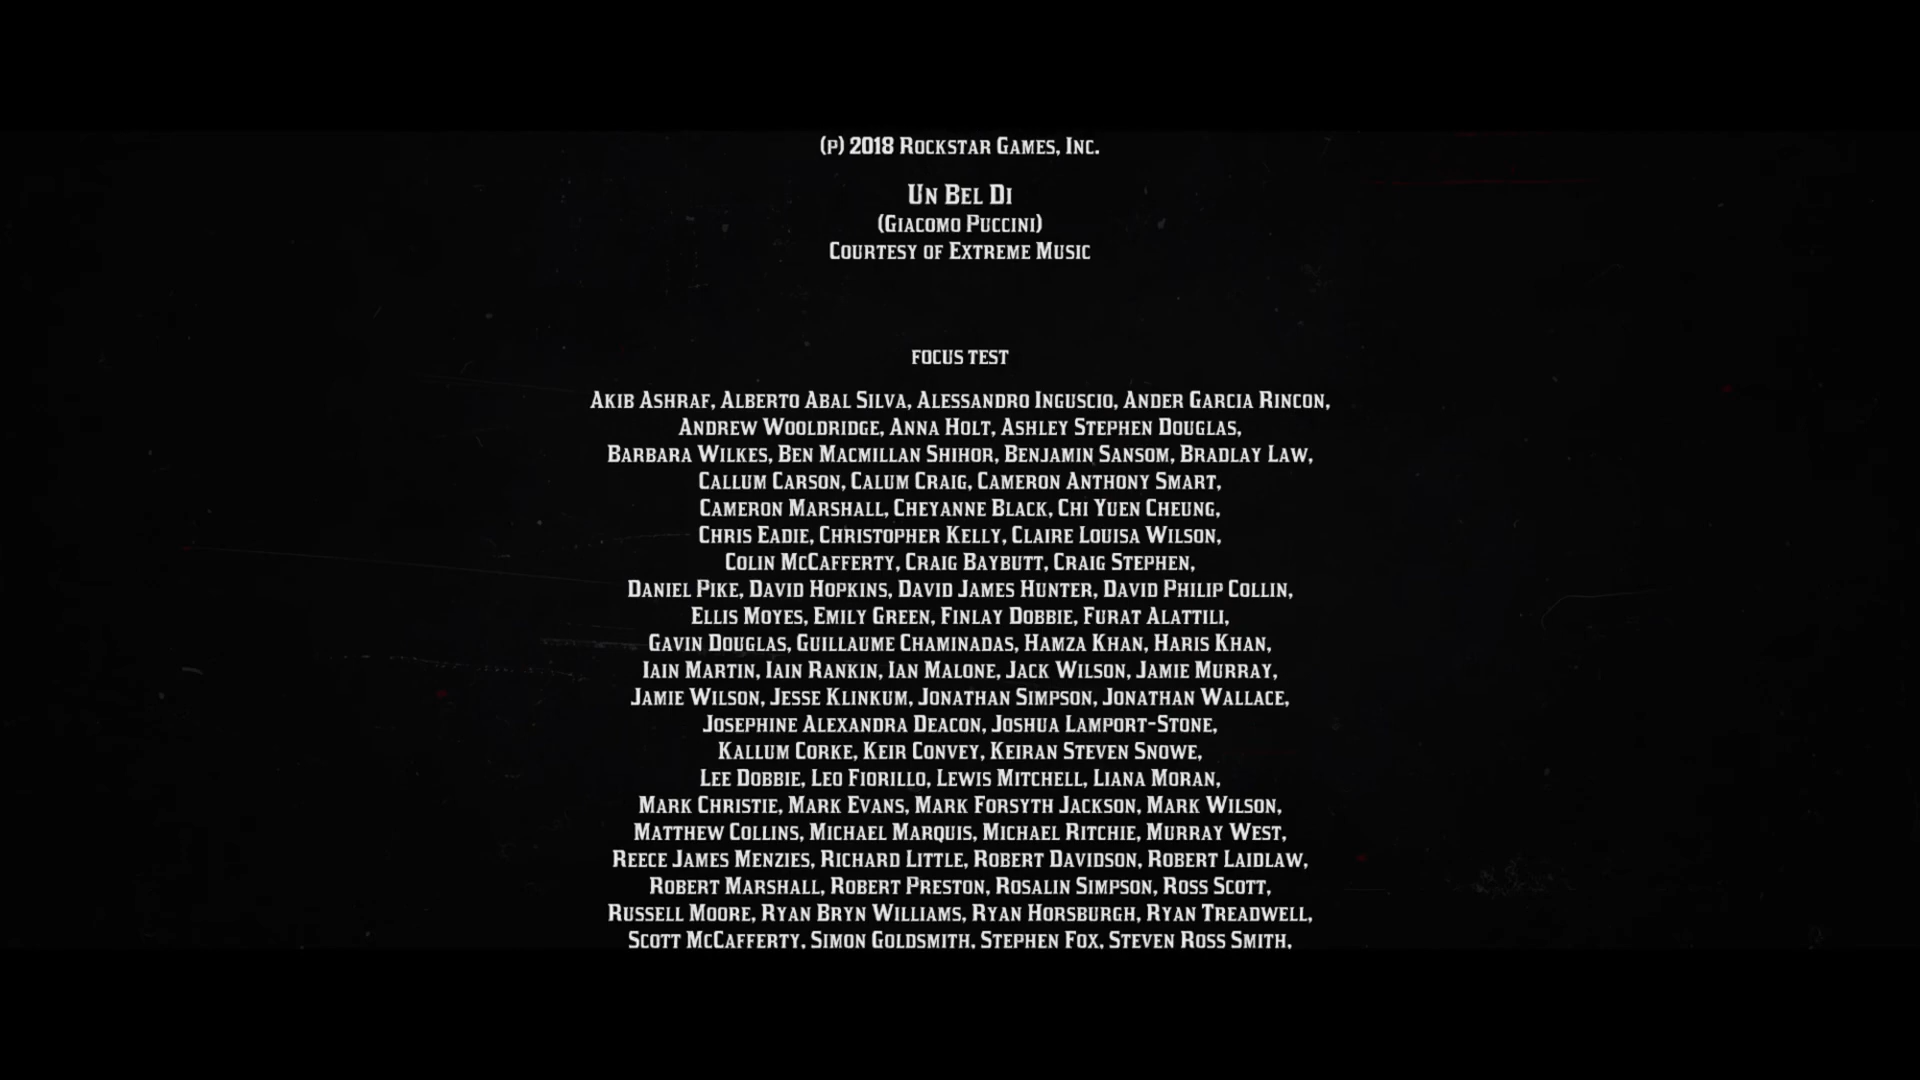 (P) 2018 Rockstar Games, Inc.
Un Bel Di
(Giacomo Puccini)
Courtesy of Extreme Music
FOCUS TEST
Akib Ashraf, Alberto Abal Silva, Alessandro Inguscio, Ander Garcia Rincon,
Andrew Wooldridge, Anna Holt, Ashley Stephen Douglas,
Barbara Wilkes, Ben Macmillan Shihor, Benjamin Sansom, Bradlay Law,
Callum Carson, Calum Craig, Cameron Anthony Smart,
Cameron Marshall, Cheyanne Black, Chi Yuen Cheung,
Chris Eadie, Christopher Kelly, Claire Louisa Wilson,
Colin McCafferty, Craig Baybutt, Craig Stephen,
Daniel Pike, David Hopkins, David James Hunter, David Philip Collin,
Ellis Moyes, Emily Green, Finlay Dobbie, Furat Alattili,
Gavin Douglas, Guillaume Chaminadas, Hamza Khan, Haris Khan,
Iain Martin, Iain Rankin, Ian Malone, Jack Wilson, Jamie Murray,
Jamie Wilson, Jesse Klinkum, Jonathan Simpson, Jonathan Wallace,
Josephine Alexandra Deacon, Joshua Lamport-Stone,
Kallum Corke, Keir Convey, Keiran Steven Snowe,
Lee Dobbie, Leo Fiorillo, Lewis Mitchell, Liana Moran,
Mark Christie, Mark Evans, Mark Forsyth Jackson, Mark Wilson,
Matthew Collins, Michael Marquis, Michael Ritchie, Murray West,
Reece James Menzies, Richard Little, Robert Davidson, Robert Laidlaw,
Robert Marshall, Robert Preston, Rosalin Simpson, Ross Scott,
Russell Moore, Ryan Bryn Williams, Ryan Horsburgh, Ryan Treadwell,
Scott McCafferty, Simon Goldsmith, Stephen Fox, Steven Ross Smith,